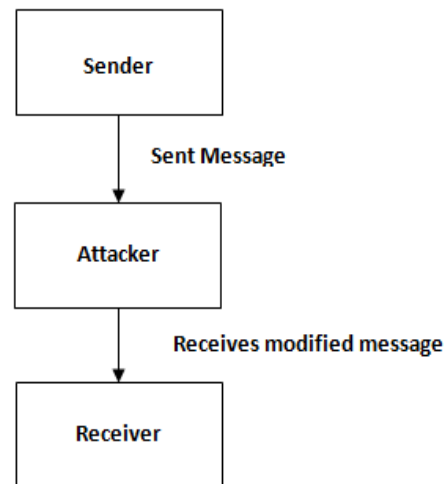 Sender
Sent Message
Attacker
Receives modified message
Receiver